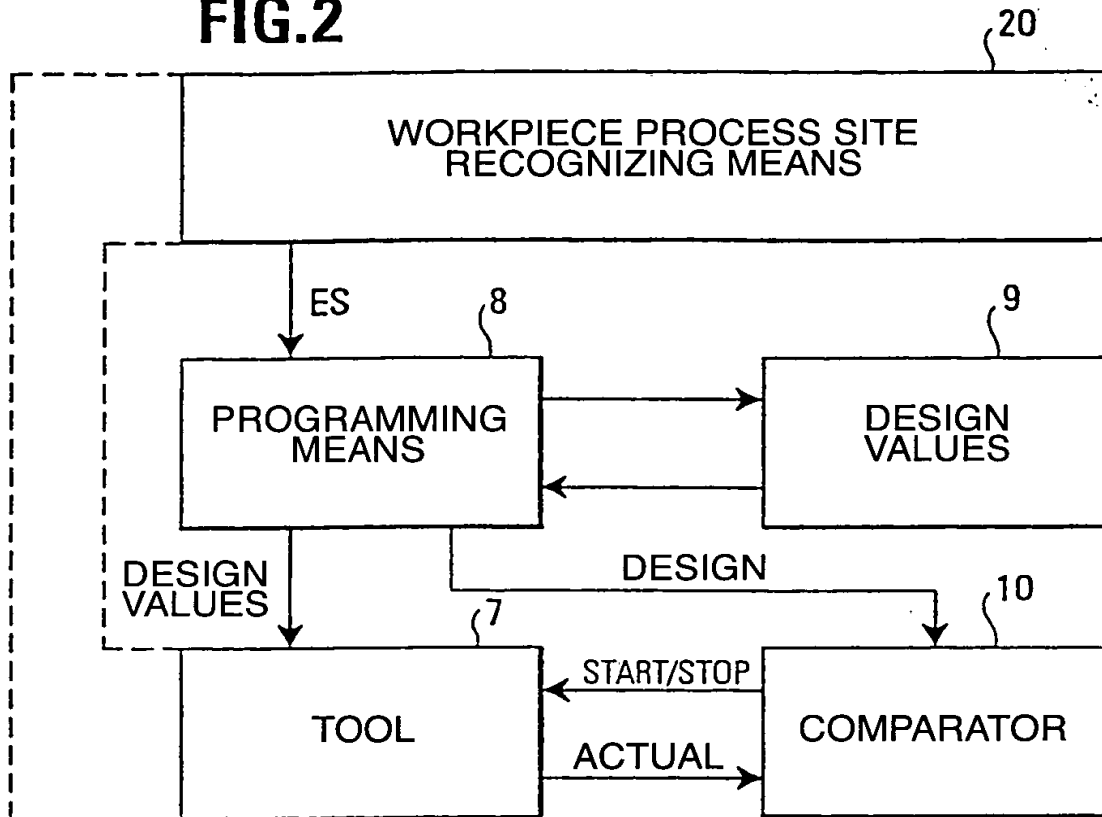 FIG.2
20
WORKPIECE PROCESS SITE
RECOGNIZING MEANS
ES
8
9
PROGRAMMING
MEANS
DESIGN
VALUES
DESIGN
VALUES
DESIGN
7
10
START/STOP
TOOL
COMPARATOR
ACTUAL